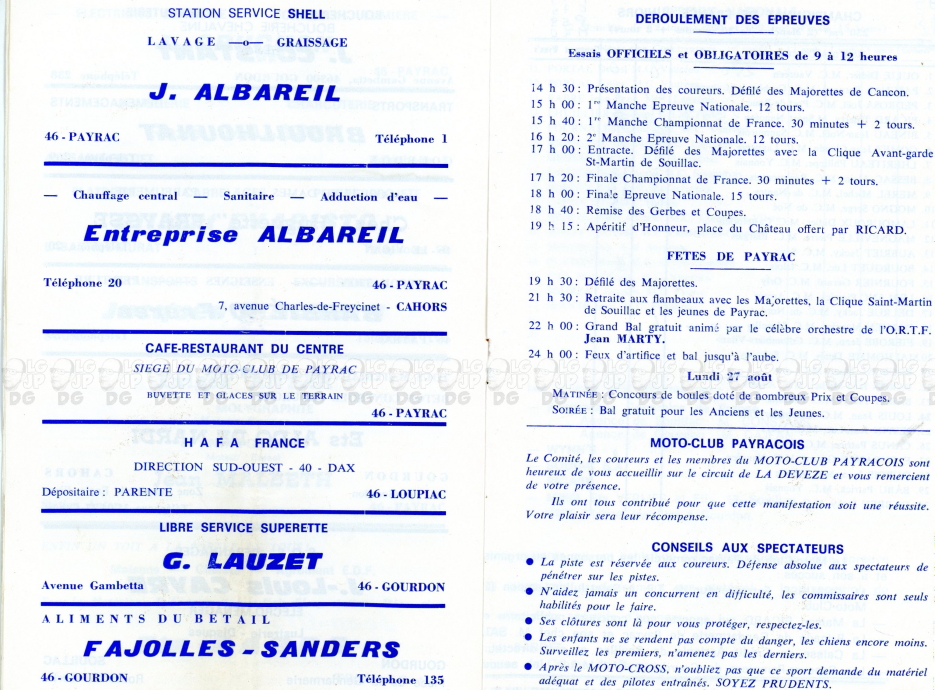 STATION SERVICE SHELL
LAVAGE —o— GRAISSAGE
J. ALBAREIL
46 - PAYRAC Téléphone 1
— Chauffage central — Sanitaire — Adduction d'eau —
Entreprise ALBAREIL
Téléphone 20 46 - PAYRAC
7, avenue Charles-de-Freycinet - CAHORS
CAFE-RESTAURANT DU CENTRE
SIEGE DU MOTO-CLUB DE PAYRAC
BUVETTE ET GLACES SUR LE TERRAIN
46 - PAYRAC
HAFA FRANCE
DIRECTION SUD-OUEST - 40 - DAX
Dépositaire : PARENTE 46 - LOUPIAC
LIBRE SERVICE SUPERETTE
G. LAUZET
Avenue Gambetta 46 - GOURDON
ALIMENTS DU BETAIL
FAJOLLES - SANDERS
46 - GOURDON Téléphone 135
DEROULEMENT DES EPREUVES
Essais OFFICIELS et OBLIGATOIRES de 9 à 12 heures
14 h 30 : Présentation des coureurs. Défilé des Majorettes de Cancon.
15 h 00 : 1re Manche Epreuve Nationale. 12 tours.
15 h 40 : 1re Manche Championnat de France. 30 minutes + 2 tours.
16 h 20 : 2e Manche Epreuve Nationale. 12 tours.
17 h 00 : Entracte. Défilé des Majorettes avec la Clique Avant-garde
St-Martin de Souillac.
17 h 20 : Finale Championnat de France. 30 minutes + 2 tours.
18 h 00 : Finale Epreuve Nationale. 15 tours.
18 h 40 : Remise des Gerbes et Coupes.
19 h 15 : Apéritif d'Honneur, place du Château offert par RICARD.
FETES DE PAYRAC
19 h 30 : Défilé des Majorettes.
21 h 30 : Retraite aux flambeaux avec les Majorettes, la Clique Saint-Martin
de Souillac et les jeunes de Payrac.
22 h 00 : Grand Bal gratuit animé par le célèbre orchestre de l'O.R.T.F.
Jean MARTY.
24 h 00 : Feux d'artifice et bal jusqu'à l'aube.
Lundi 27 août
MATINÉE : Concours de boules doté de nombreux Prix et Coupes.
SOIRÉE : Bal gratuit pour les Anciens et les Jeunes.
MOTO-CLUB PAYRACOIS
Le Comité, les coureurs et les membres du MOTO-CLUB PAYRACOIS sont
heureux de vous accueillir sur le circuit de LA DEVEZE et vous remercient
de votre présence.
Ils ont tous contribué pour que cette manifestation soit une réussite.
Votre plaisir sera leur récompense.
CONSEILS AUX SPECTATEURS
● La piste est réservée aux coureurs. Défense absolue aux spectateurs de
pénétrer sur les pistes.
● N'aidez jamais un concurrent en difficulté, les commissaires sont seuls
habilités pour le faire.
● Ses clôtures sont là pour vous protéger, respectez-les.
● Les enfants ne se rendent pas compte du danger, les chiens encore moins.
Surveillez les premiers, n'amenez pas les derniers.
● Après le MOTO-CROSS, n'oubliez pas que ce sport demande du matériel
adéquat et des pilotes entraînés. SOYEZ PRUDENTS.